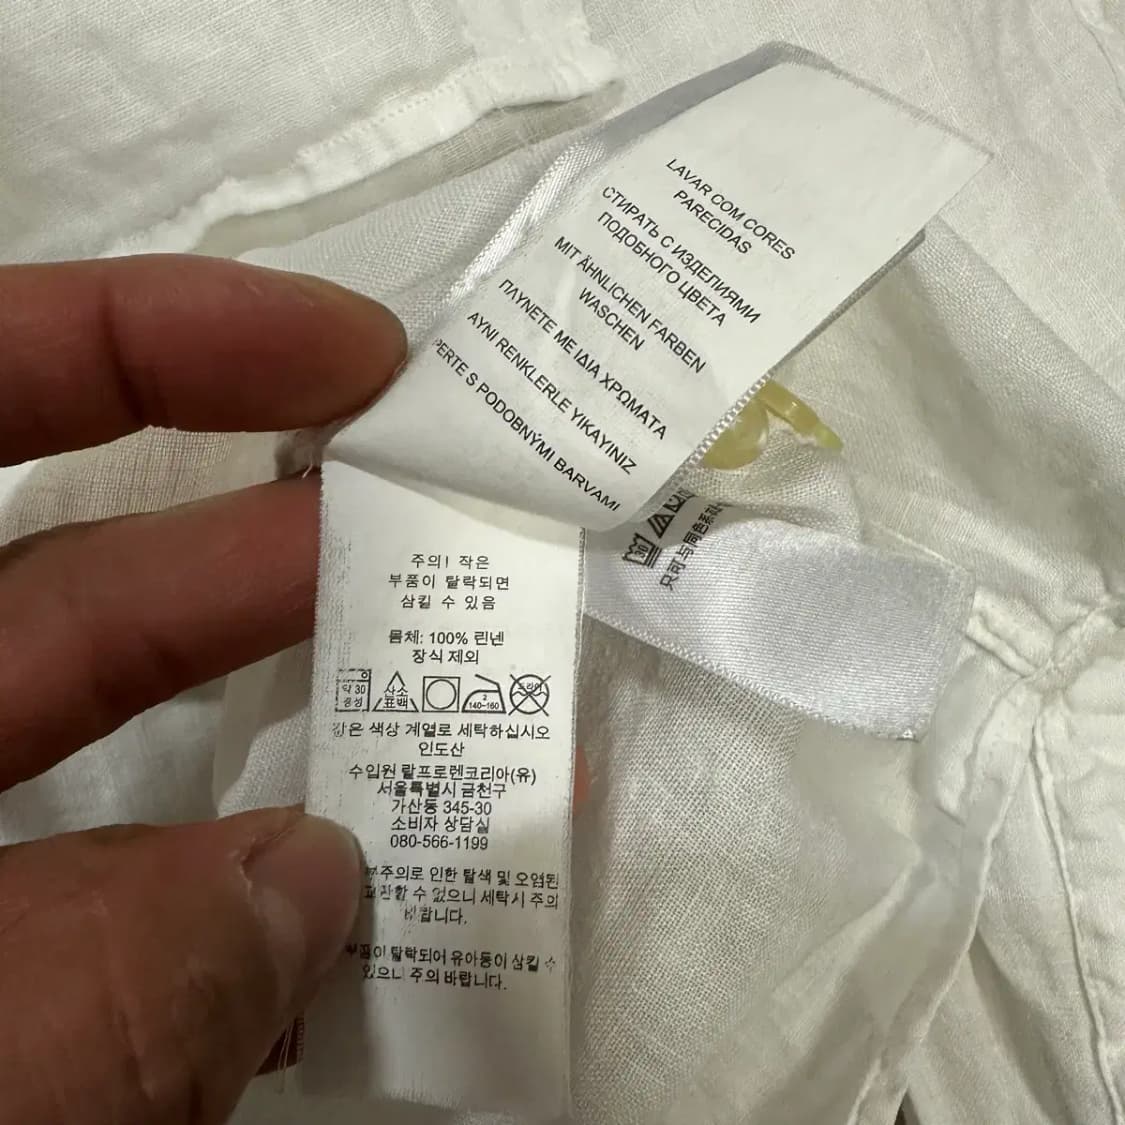 LAVAR COM CORES
PARECIDAS
СТИРАТЬ С ИЗДЕЛИЯМИ
ПОДОБНОГО ЦВЕТА
MIT ÄHNLICHEN FARBEN
WASCHEN
ΠΛΥΝΕΤΕ ΜΕ ΙΔΙΑ ΧΡΩΜΑΤΑ
AYNI RENKLERLE YIKAYINIZ
PERTE S PODOBNÝMI BARVAMI
30
只可与同色系
주의! 작은
부품이 탈락되면
삼킬 수 있음
몸체: 100% 린넨
장식 제외
약 30
중성
산소
표백
2
140~160
드라이
같은 색상 계열로 세탁하십시오
인도산
수입원 랄프로렌코리아(유)
서울특별시 금천구
가산동 345-30
소비자 상담실
080-566-1199
부주의로 인한 탈색 및 오염된
교환할 수 없으니 세탁시 주의
바랍니다.
부품이 탈락되어 유아동이 삼킬 수
있으니 주의 바랍니다.